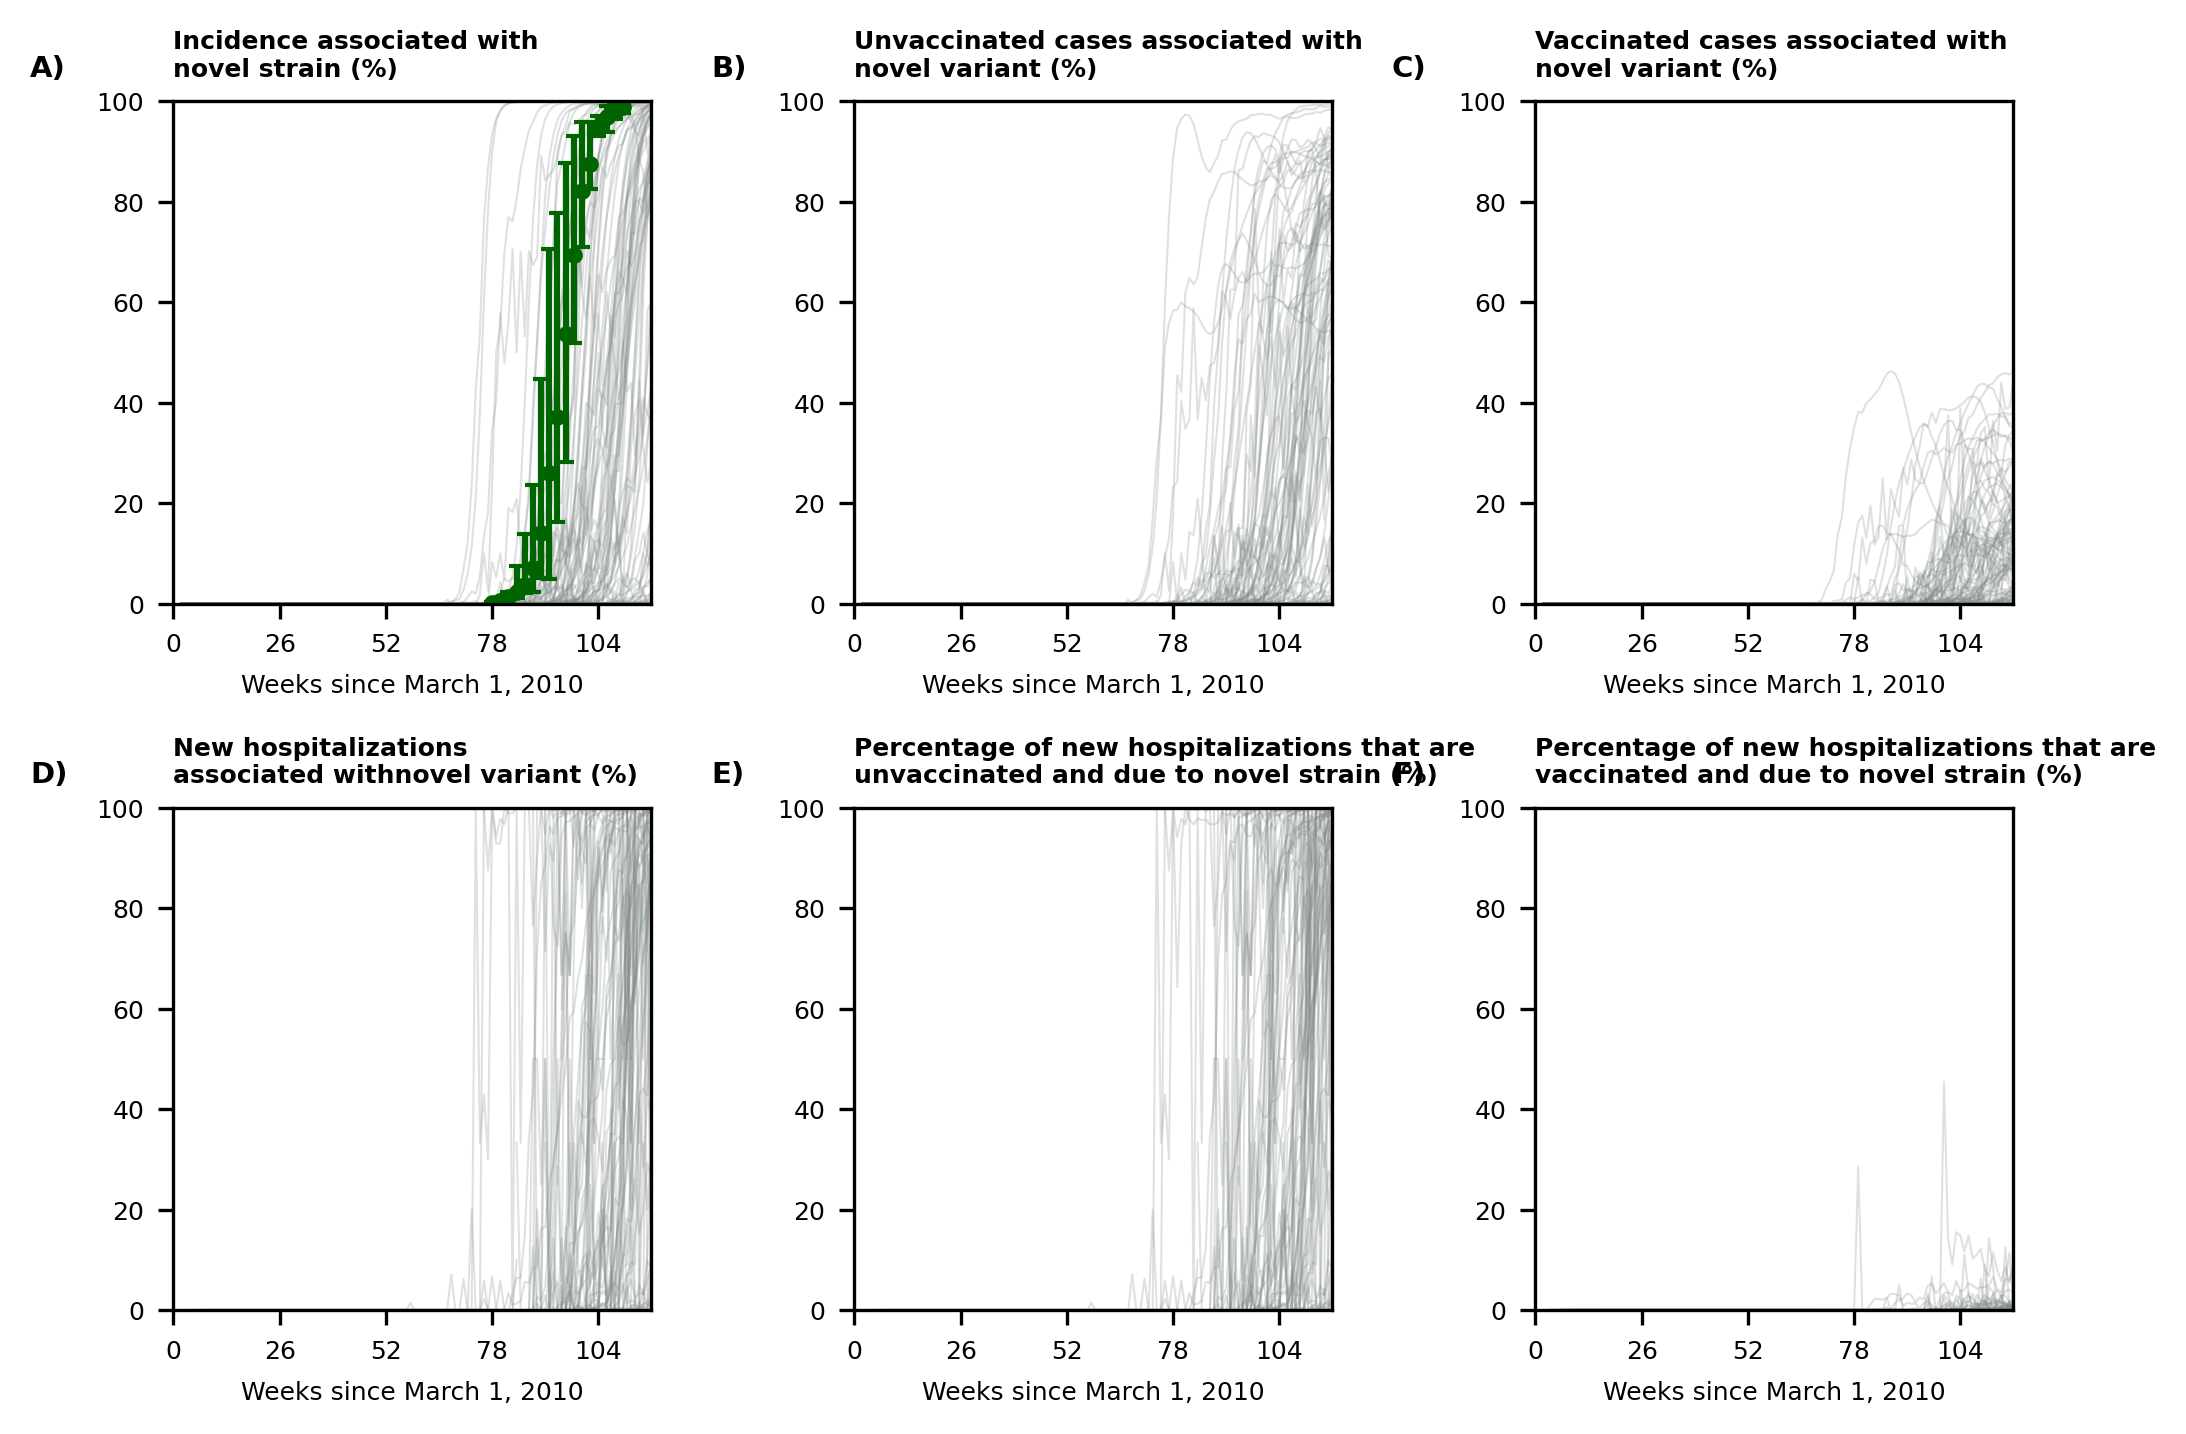 A)
Incidence associated with
novel strain (%)
100
80
60
40
20
0
0 26 52 78 104
Weeks since March 1, 2010
B)
Unvaccinated cases associated with
novel variant (%)
100
80
60
40
20
0
0 26 52 78 104
Weeks since March 1, 2010
C)
Vaccinated cases associated with
novel variant (%)
100
80
60
40
20
0
0 26 52 78 104
Weeks since March 1, 2010
D)
New hospitalizations
associated withnovel variant (%)
100
80
60
40
20
0
0 26 52 78 104
Weeks since March 1, 2010
E)
Percentage of new hospitalizations that are
unvaccinated and due to novel strain (%)
100
80
60
40
20
0
0 26 52 78 104
Weeks since March 1, 2010
F)
Percentage of new hospitalizations that are
vaccinated and due to novel strain (%)
100
80
60
40
20
0
0 26 52 78 104
Weeks since March 1, 2010